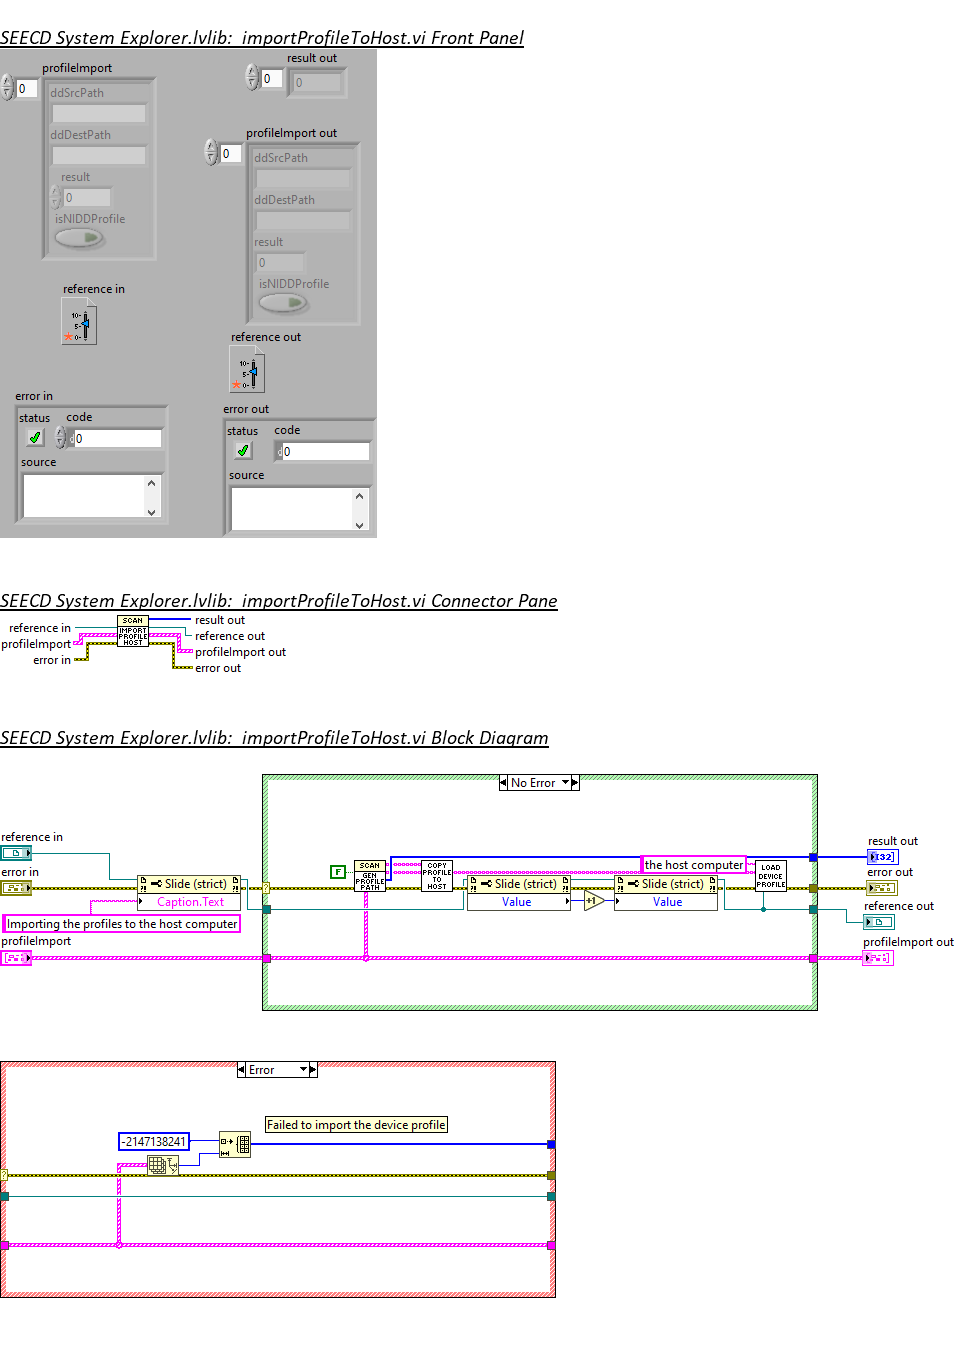 SEECD System Explorer.lvlib:  importProfileToHost.vi Front Panel
profileImport
0
ddSrcPath
ddDestPath
result
0
isNIDDProfile
result out
0
0
profileImport out
0
ddSrcPath
ddDestPath
result
0
isNIDDProfile
reference in
10-
5-
0-
reference out
10-
5-
0-
error in
status
code
0
source
error out
status
code
0
source
SEECD System Explorer.lvlib:  importProfileToHost.vi Connector Pane
reference in
profileImport
error in
SCAN
IMPORT
PROFILE
HOST
result out
reference out
profileImport out
error out
SEECD System Explorer.lvlib:  importProfileToHost.vi Block Diagram
No Error
reference in
error in
Slide (strict)
Caption.Text
Importing the profiles to the host computer
profileImport
?
F
SCAN
GEN
PROFILE
PATH
COPY
PROFILE
TO
HOST
Slide (strict)
Value
+1
Slide (strict)
Value
the host computer
LOAD
DEVICE
PROFILE
result out
I32
error out
reference out
profileImport out
Error
Failed to import the device profile
-2147138241
?